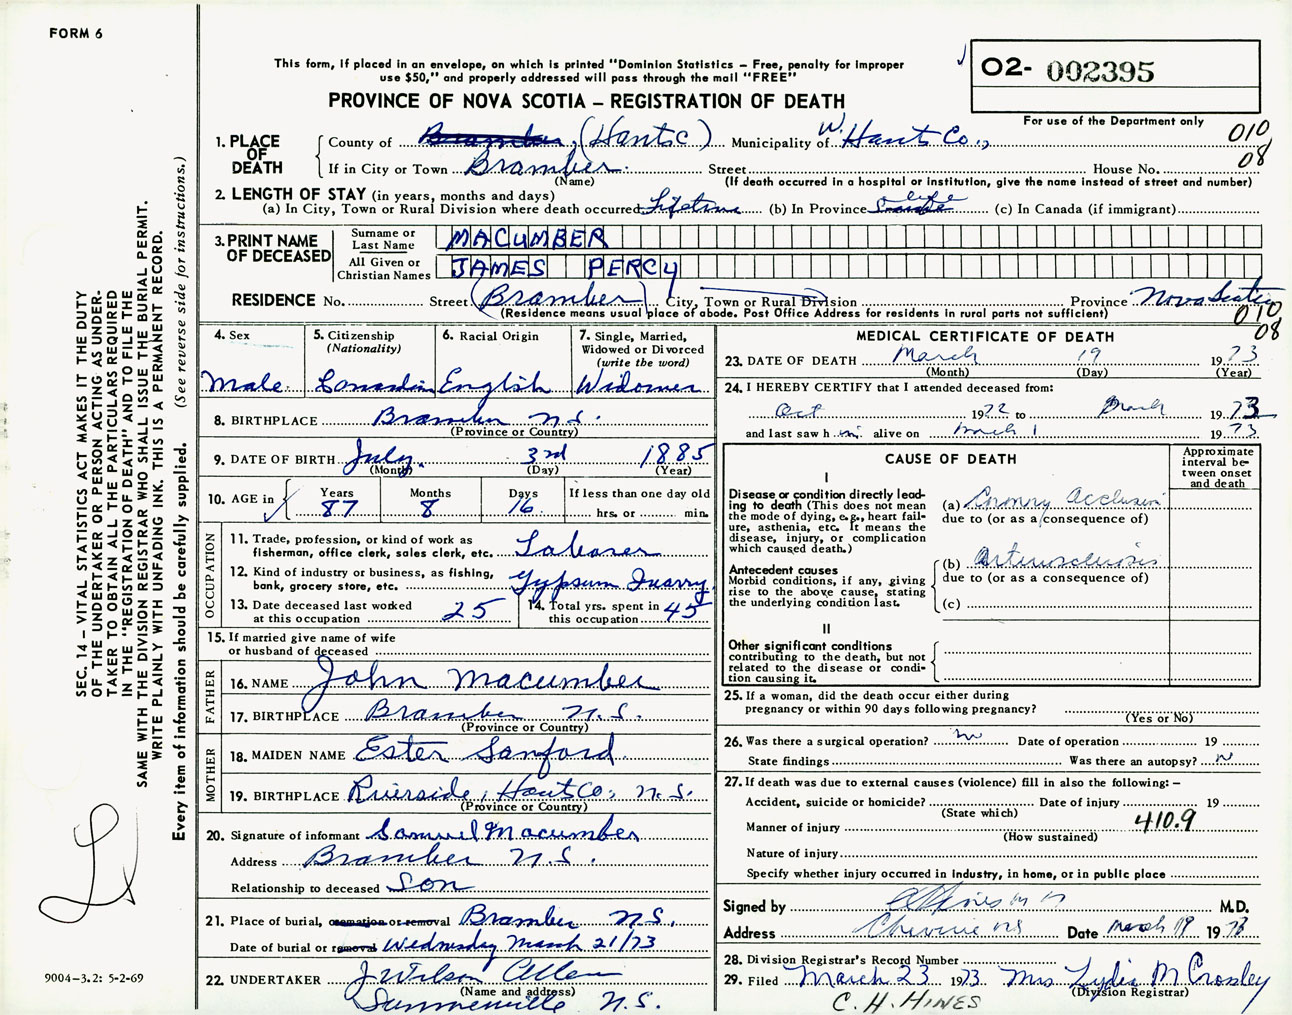 FORM 6
This form, if placed in an envelope, on which is printed "Dominion Statistics – Free, penalty for improper
use $50," and properly addressed will pass through the mail "FREE"
O2- 002395
PROVINCE OF NOVA SCOTIA – REGISTRATION OF DEATH
For use of the Department only
010
08
1. PLACE OF DEATH
County of (Hants) Municipality of W. Hants Co.,
If in City or Town Bramber Street House No.
(Name) (If death occurred in a hospital or institution, give the name instead of street and number)
2. LENGTH OF STAY (in years, months and days)
(a) In City, Town or Rural Division where death occurred Lifetime (b) In Province life (c) In Canada (if immigrant)
3. PRINT NAME OF DECEASED
Surname or Last Name MACUMBER
All Given or Christian Names JAMES PERCY
RESIDENCE No. Street (Bramber) City, Town or Rural Division Province Nova Scotia
(Residence means usual place of abode. Post Office Address for residents in rural parts not sufficient)
010
08
4. Sex
Male
5. Citizenship (Nationality)
Canadian
6. Racial Origin
English
7. Single, Married, Widowed or Divorced (write the word)
Widower
8. BIRTHPLACE Bramber N.S.
(Province or Country)
9. DATE OF BIRTH July 3rd 1885
(Month) (Day) (Year)
10. AGE in Years 87 Months 8 Days 16 If less than one day old
hrs. or min.
OCCUPATION
11. Trade, profession, or kind of work as
fisherman, office clerk, sales clerk, etc. Laborer
12. Kind of industry or business, as fishing,
bank, grocery store, etc. Gypsum Quarry
13. Date deceased last worked
at this occupation 25
14. Total yrs. spent in
this occupation 45
15. If married give name of wife
or husband of deceased
FATHER
16. NAME John Macumber
17. BIRTHPLACE Bramber N.S.
(Province or Country)
MOTHER
18. MAIDEN NAME Ester Sanford
19. BIRTHPLACE Riverside, Hants Co, N.S.
(Province or Country)
20. Signature of informant Samuel Macumber
Address Bramber N.S.
Relationship to deceased Son
21. Place of burial, cremation or removal Bramber N.S.
Date of burial or removal Wednesday March 21/73
22. UNDERTAKER J. Wilson Allen
(Name and address)
Summerville N.S.
MEDICAL CERTIFICATE OF DEATH
23. DATE OF DEATH March 19 1973
(Month) (Day) (Year)
24. I HEREBY CERTIFY that I attended deceased from:
Oct 1972 to March 1973
and last saw h im alive on March 1 1973
CAUSE OF DEATH
Approximate interval between onset and death
I
Disease or condition directly lead-
ing to death (This does not mean
the mode of dying, e.g., heart fail-
ure, asthenia, etc. It means the
disease, injury, or complication
which caused death.)
(a) Coronary Occlusion
due to (or as a consequence of)
Antecedent causes
Morbid conditions, if any, giving
rise to the above cause, stating
the underlying condition last.
(b) Arteriosclerosis
due to (or as a consequence of)
(c)
II
Other significant conditions
contributing to the death, but not
related to the disease or condi-
tion causing it.
25. If a woman, did the death occur either during
pregnancy or within 90 days following pregnancy?
(Yes or No)
26. Was there a surgical operation? Date of operation 19
State findings Was there an autopsy?
27. If death was due to external causes (violence) fill in also the following: –
Accident, suicide or homicide? Date of injury 19
(State which)
Manner of injury 410.9
(How sustained)
Nature of injury
Specify whether injury occurred in industry, in home, or in public place
Signed by M.D.
Address Cheverie NS Date March 19 1973
28. Division Registrar's Record Number
29. Filed March 23 1973 Mrs Lydia M Crossley
(Division Registrar)
C. H. HINES
SEC. 14 – VITAL STATISTICS ACT MAKES IT THE DUTY
OF THE UNDERTAKER OR PERSON ACTING AS UNDER-
TAKER TO OBTAIN ALL THE PARTICULARS REQUIRED
IN THE "REGISTRATION OF DEATH" AND TO FILE THE
SAME WITH THE DIVISION REGISTRAR WHO SHALL ISSUE THE BURIAL PERMIT.
WRITE PLAINLY WITH UNFADING INK. THIS IS A PERMANENT RECORD.
Every item of information should be carefully supplied. (See reverse side for instructions.)
9004–3.2: 5-2-69